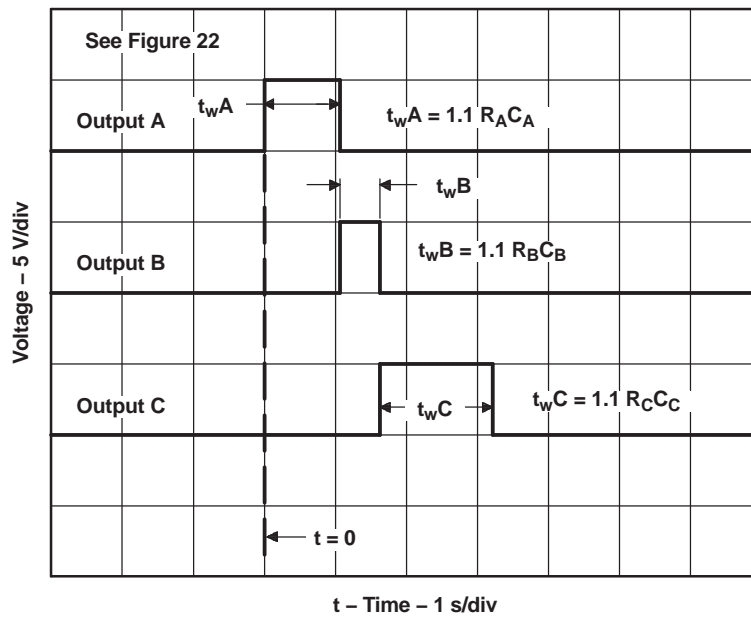 See Figure 22
twA
Output A
twA = 1.1 RACA
twB
Output B
twB = 1.1 RBCB
Output C
twC
twC = 1.1 RCCC
t = 0
Voltage – 5 V/div
t – Time – 1 s/div